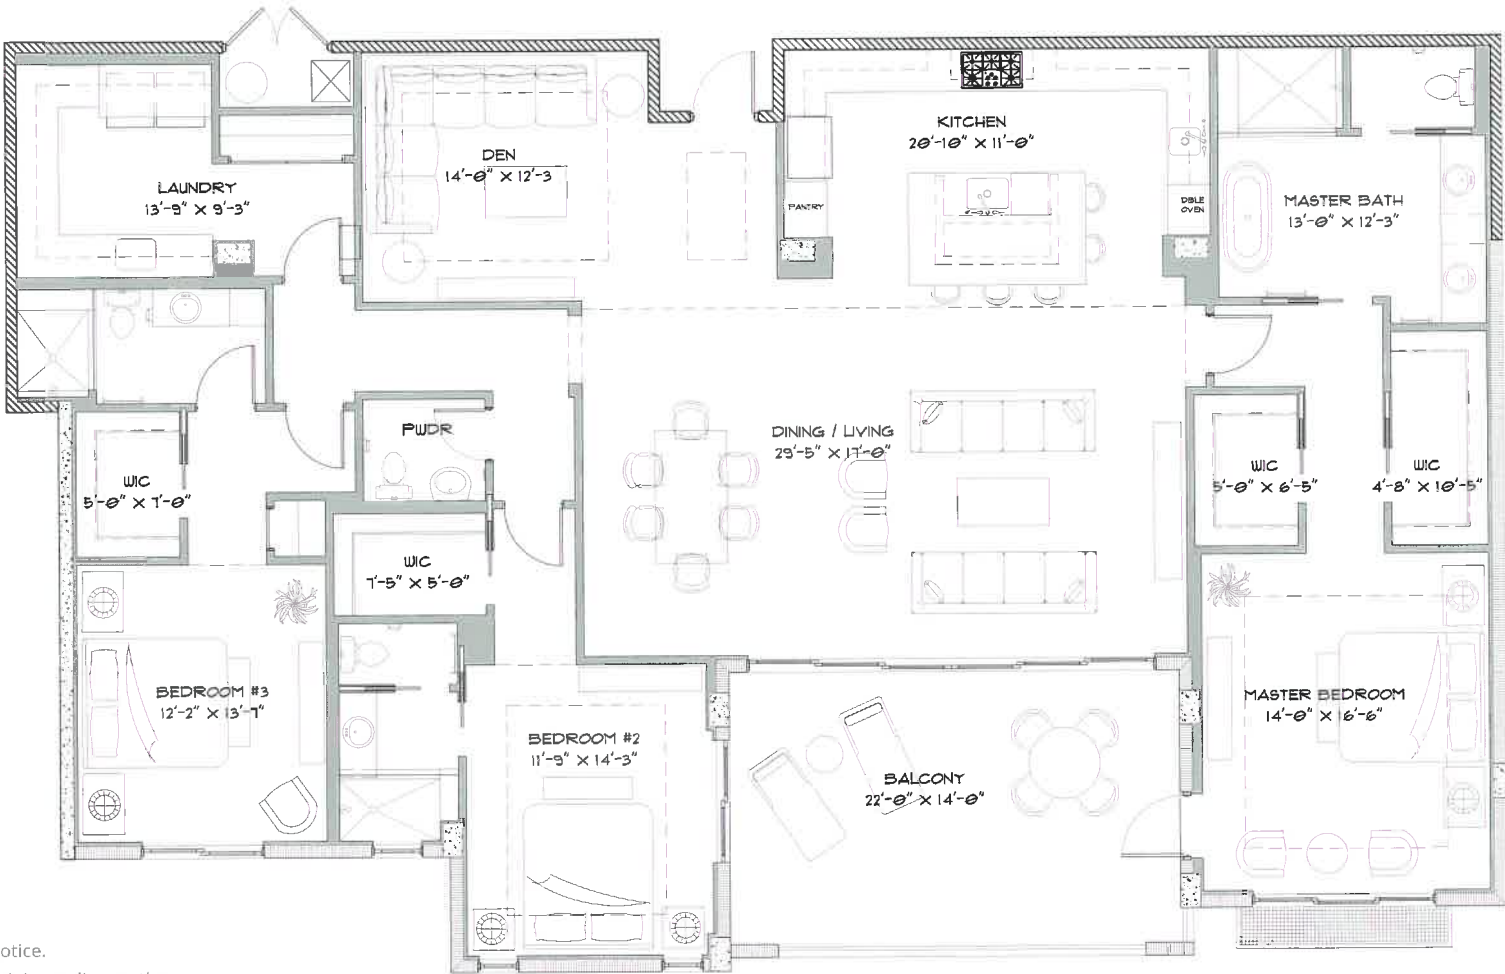 KITCHEN
20'-10" X 11'-0"
DEN
14'-0" X 12'-3
LAUNDRY
13'-9" X 9'-3"
PANTRY
DBLE
OVEN
MASTER BATH
13'-0" X 12'-3"
PWDR
DINING / LIVING
29'-5" X 17'-0"
WIC
5'-0" X 7'-0"
WIC
5'-0" X 6'-5"
WIC
4'-8" X 10'-5"
WIC
7'-5" X 5'-0"
BEDROOM #3
12'-2" X 13'-7"
MASTER BEDROOM
14'-0" X 16'-6"
BEDROOM #2
11'-9" X 14'-3"
BALCONY
22'-0" X 14'-0"
otice.